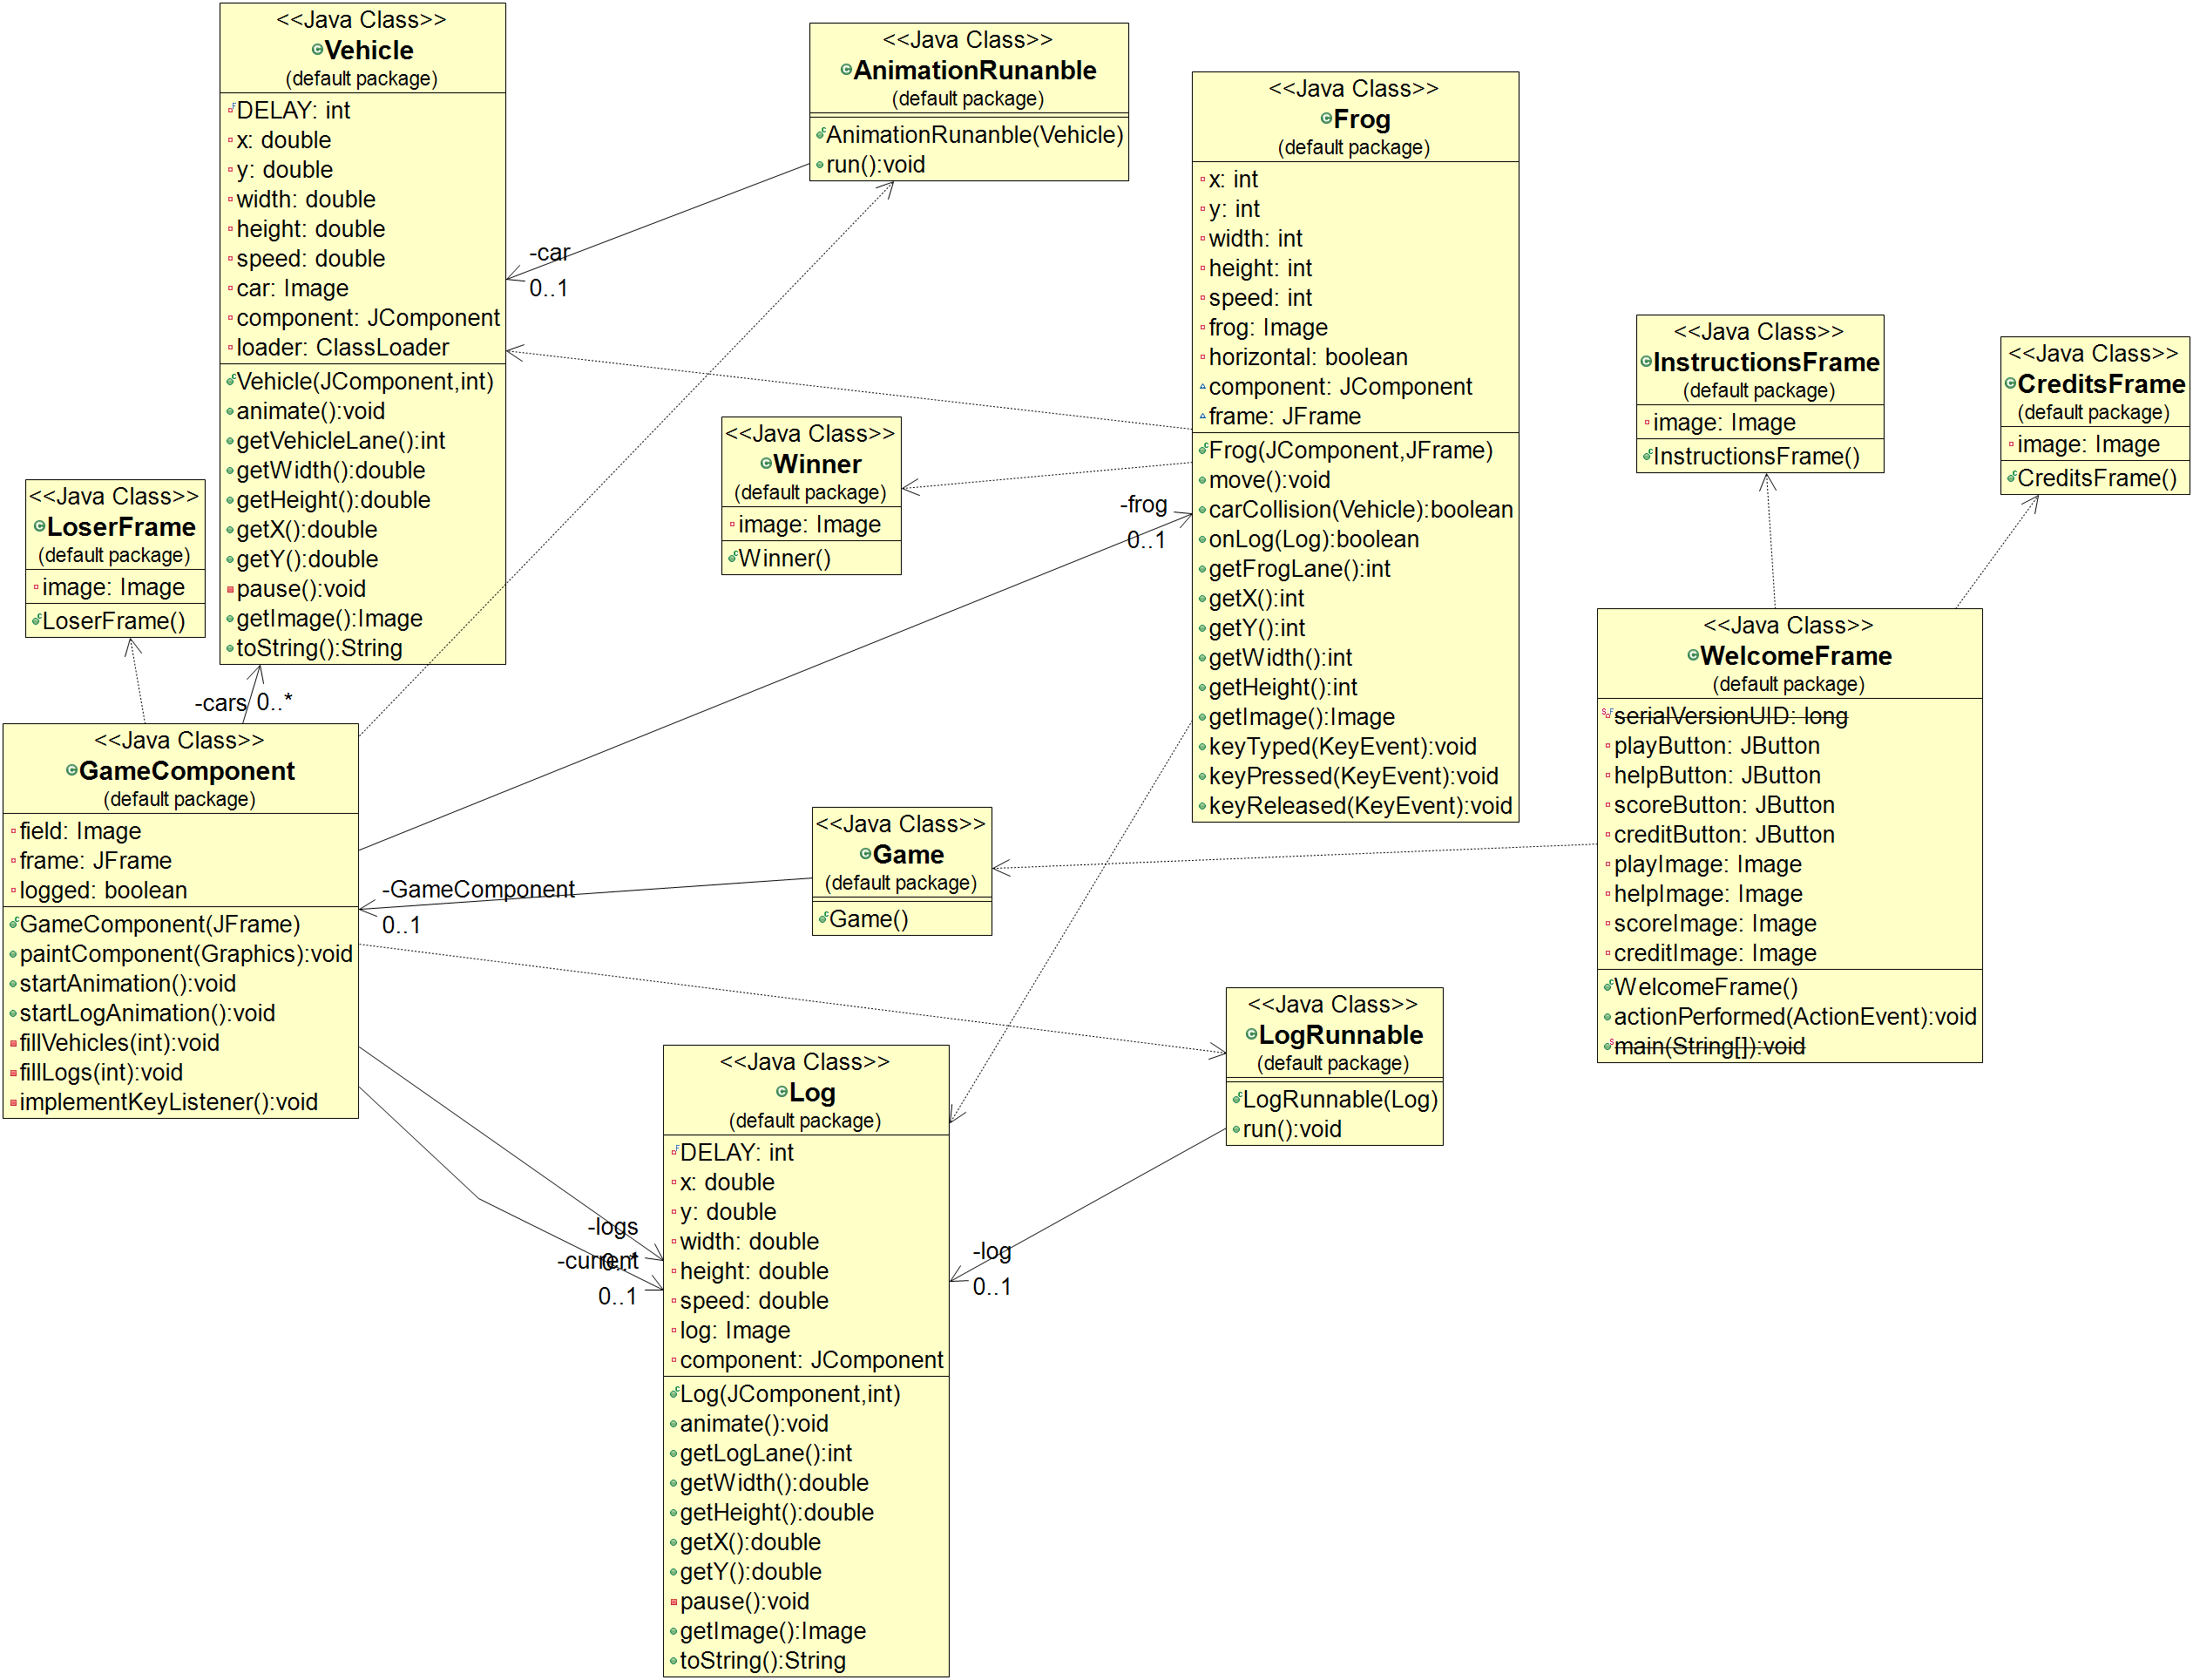 <<Java Class>>
Vehicle
(default package)
DELAY: int
x: double
y: double
width: double
height: double
speed: double
car: Image
component: JComponent
loader: ClassLoader
Vehicle(JComponent,int)
animate():void
getVehicleLane():int
getWidth():double
getHeight():double
getX():double
getY():double
pause():void
getImage():Image
toString():String
<<Java Class>>
AnimationRunanble
(default package)
AnimationRunanble(Vehicle)
run():void
-car
0..1
<<Java Class>>
Frog
(default package)
x: int
y: int
width: int
height: int
speed: int
frog: Image
horizontal: boolean
component: JComponent
frame: JFrame
Frog(JComponent,JFrame)
move():void
carCollision(Vehicle):boolean
onLog(Log):boolean
getFrogLane():int
getX():int
getY():int
getWidth():int
getHeight():int
getImage():Image
keyTyped(KeyEvent):void
keyPressed(KeyEvent):void
keyReleased(KeyEvent):void
-frog
0..1
<<Java Class>>
InstructionsFrame
(default package)
image: Image
InstructionsFrame()
<<Java Class>>
CreditsFrame
(default package)
image: Image
CreditsFrame()
<<Java Class>>
Winner
(default package)
image: Image
Winner()
<<Java Class>>
LoserFrame
(default package)
image: Image
LoserFrame()
-cars 0..*
<<Java Class>>
WelcomeFrame
(default package)
serialVersionUID: long
playButton: JButton
helpButton: JButton
scoreButton: JButton
creditButton: JButton
playImage: Image
helpImage: Image
scoreImage: Image
creditImage: Image
WelcomeFrame()
actionPerformed(ActionEvent):void
main(String[]):void
<<Java Class>>
GameComponent
(default package)
field: Image
frame: JFrame
logged: boolean
GameComponent(JFrame)
paintComponent(Graphics):void
startAnimation():void
startLogAnimation():void
fillVehicles(int):void
fillLogs(int):void
implementKeyListener():void
<<Java Class>>
Game
(default package)
Game()
-GameComponent
0..1
<<Java Class>>
LogRunnable
(default package)
LogRunnable(Log)
run():void
<<Java Class>>
Log
(default package)
DELAY: int
x: double
y: double
width: double
height: double
speed: double
log: Image
component: JComponent
Log(JComponent,int)
animate():void
getLogLane():int
getWidth():double
getHeight():double
getX():double
getY():double
pause():void
getImage():Image
toString():String
-logs
0..*
-current
0..1
-log
0..1